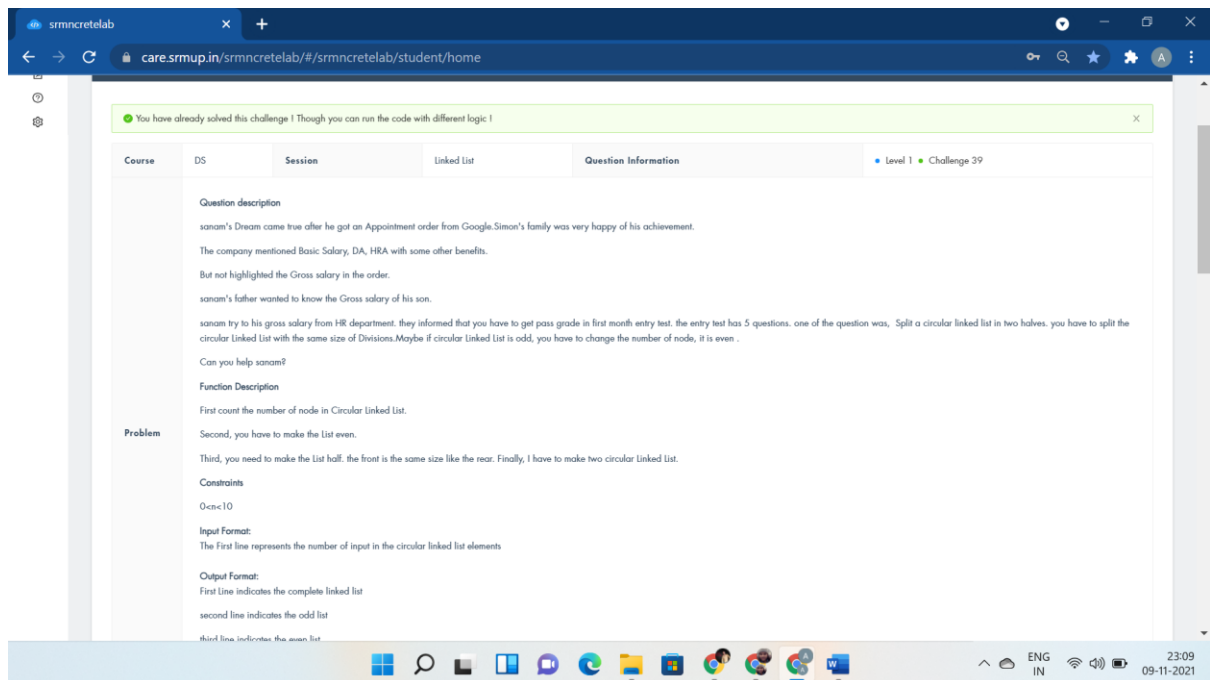 srmncretelab
care.srmup.in/srmncretelab/#/srmncretelab/student/home
A
You have already solved this challenge ! Though you can run the code with different logic !
Course
DS
Session
Linked List
Question Information
Level 1
Challenge 39
Question description
sanam's Dream came true after he got an Appointment order from Google.Simon's family was very happy of his achievement.
The company mentioned Basic Salary, DA, HRA with some other benefits.
But not highlighted the Gross salary in the order.
sanam's father wanted to know the Gross salary of his son.
sanam try to his gross salary from HR department. they informed that you have to get pass grade in first month entry test. the entry test has 5 questions. one of the question was, Split a circular linked list in two halves. you have to split the
circular Linked List with the same size of Divisions.Maybe if circular Linked List is odd, you have to change the number of node, it is even .
Can you help sanam?
Function Description
First count the number of node in Circular Linked List.
Problem
Second, you have to make the List even.
Third, you need to make the List half. the front is the same size like the rear. Finally, I have to make two circular Linked List.
Constraints
0<n<10
Input Format:
The First line represents the number of input in the circular linked list elements
Output Format:
First Line indicates the complete linked list
second line indicates the odd list
third line indicates the even list
ENG
IN
23:09
09-11-2021